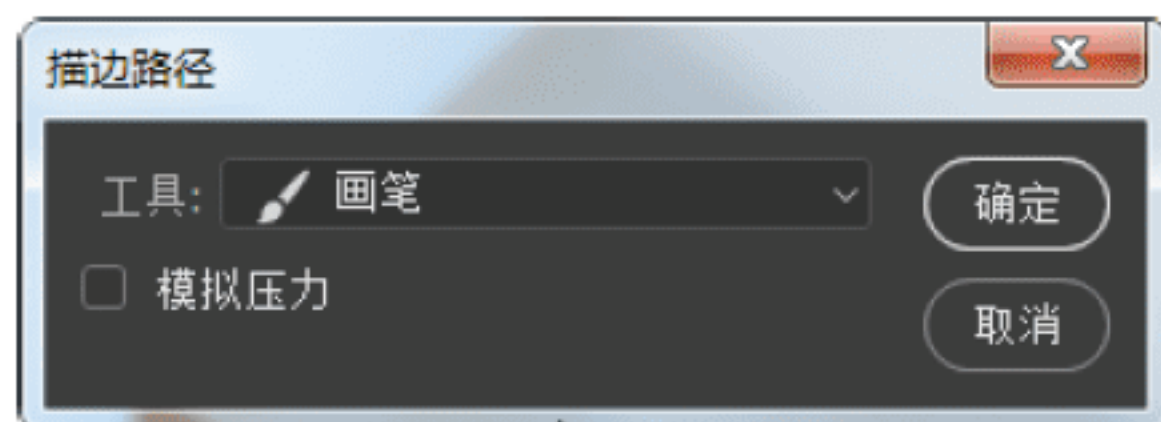 描边路径
工具: 画笔
确定
模拟压力
取消